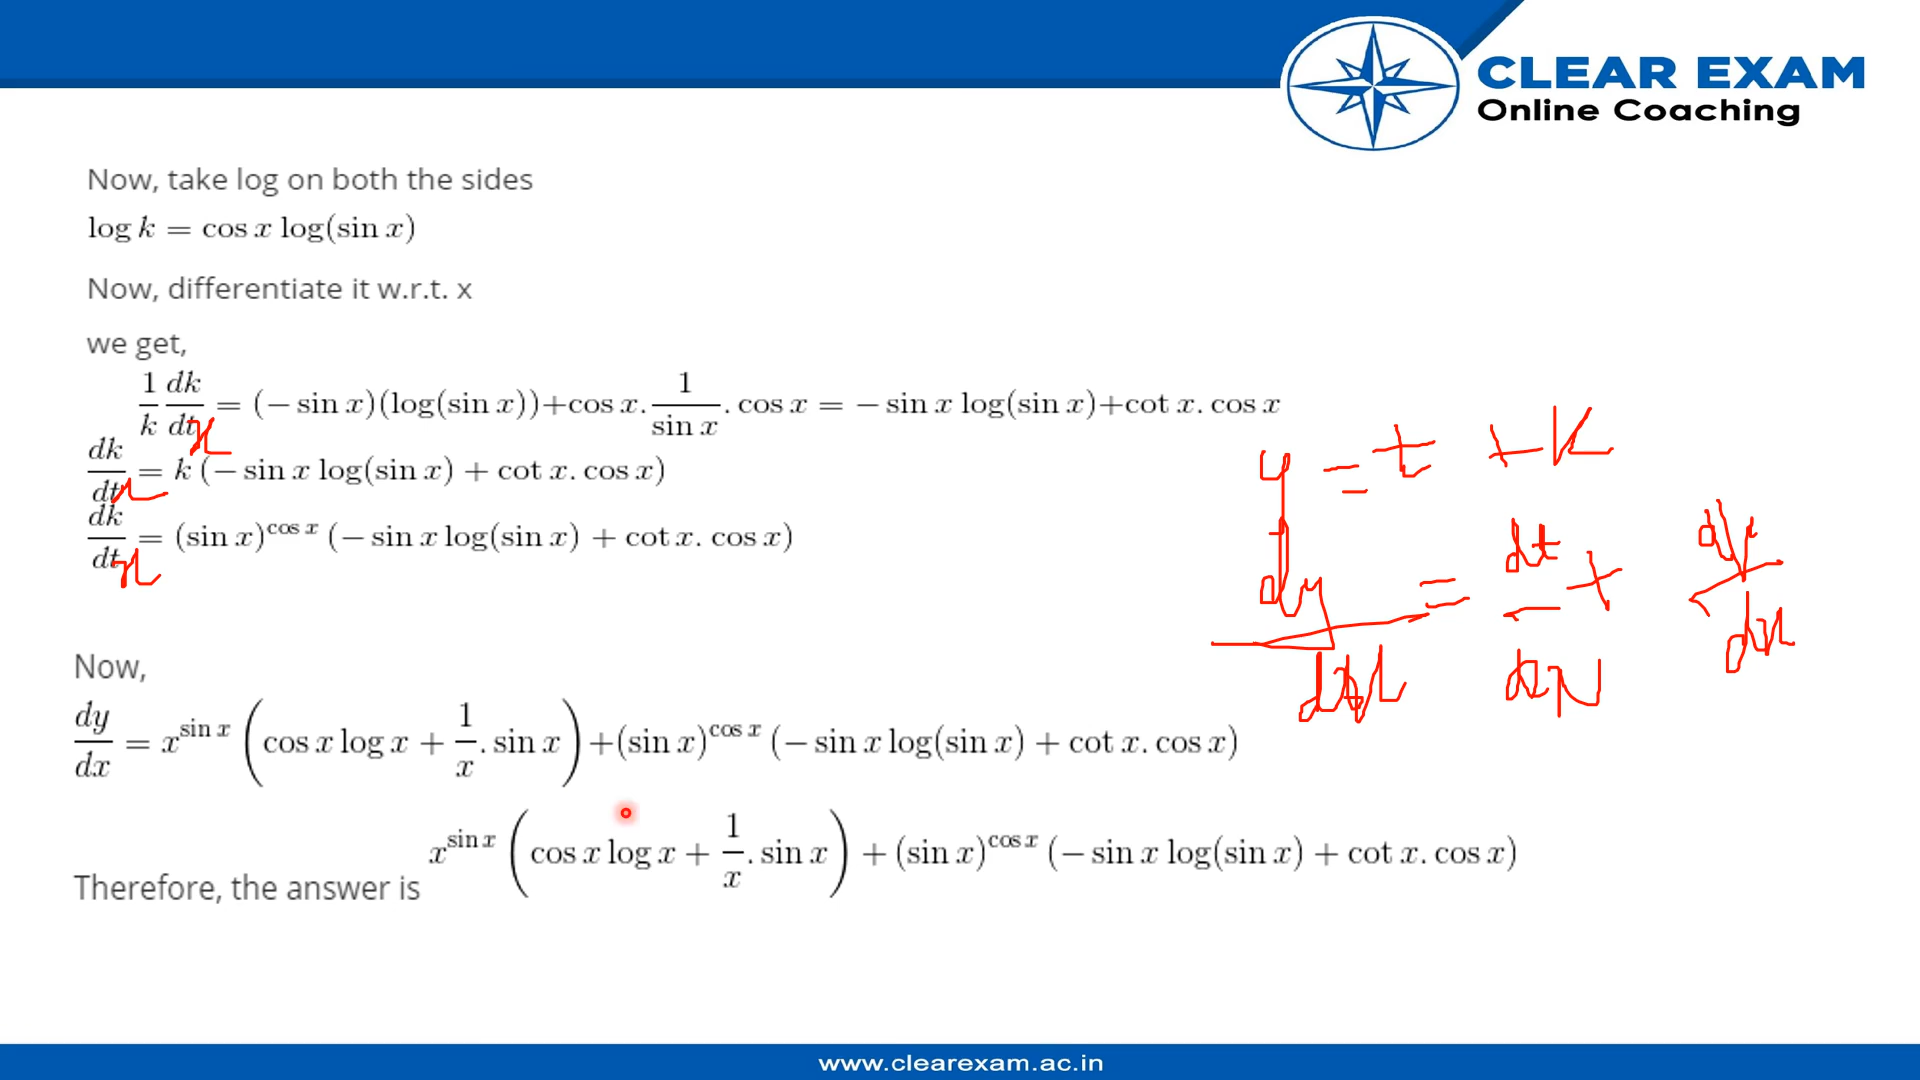 CLEAR EXAM
Online Coaching
Now, take log on both the sides
log k = cos x log(sin x)
Now, differentiate it w.r.t. x
we get,
1/k dk/dt x = (− sin x)(log(sin x))+cos x. 1/sin x . cos x = − sin x log(sin x)+cot x. cos x
dk/dt x = k (− sin x log(sin x) + cot x. cos x)
dk/dt x = (sin x)^cos x (− sin x log(sin x) + cot x. cos x)
y = t + k
dy/dx = dt/dx + dk/dx
Now,
dy/dx = x^sin x (cos x log x + 1/x . sin x) +(sin x)^cos x (− sin x log(sin x) + cot x. cos x)
Therefore, the answer is x^sin x (cos x log x + 1/x . sin x) + (sin x)^cos x (− sin x log(sin x) + cot x. cos x)
www.clearexam.ac.in